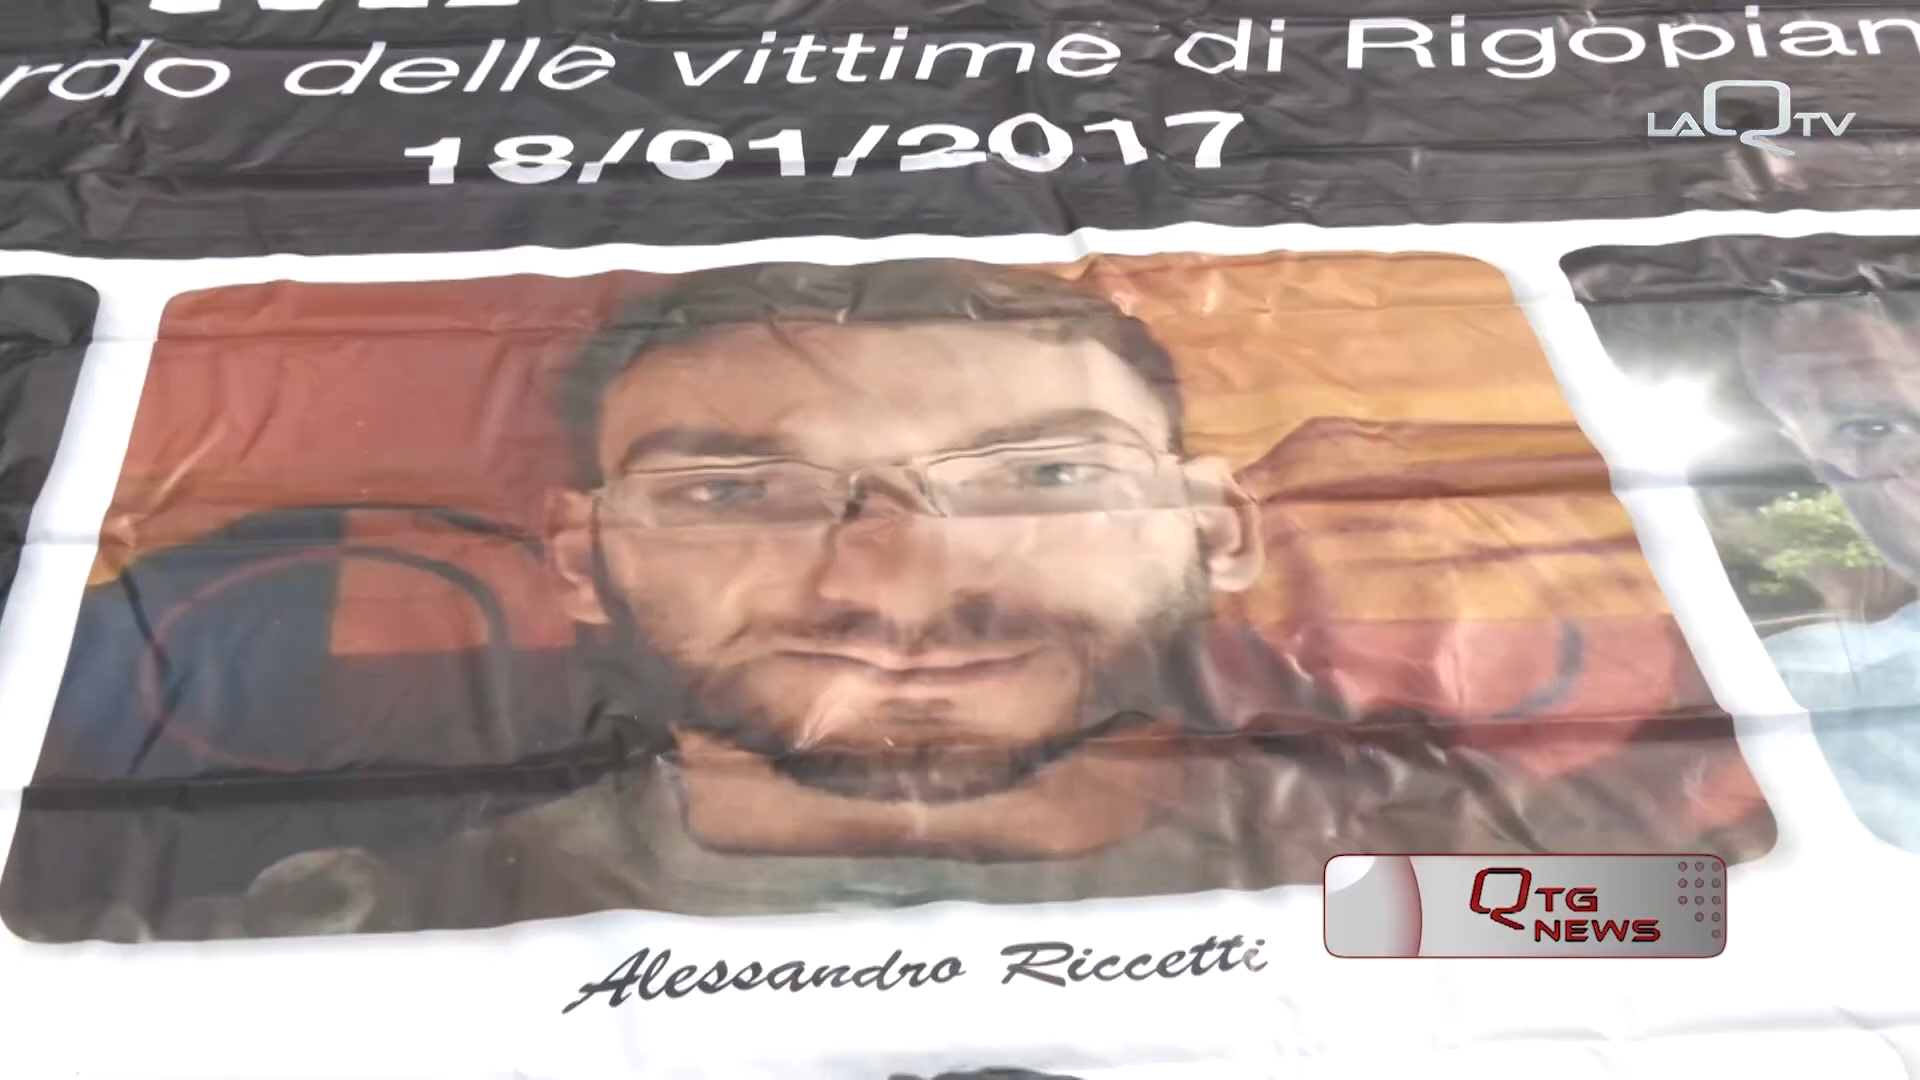 rdo delle vittime di Rigopian
18/01/2017
LAQTV
Alessandro Riccetti
QTG
NEWS